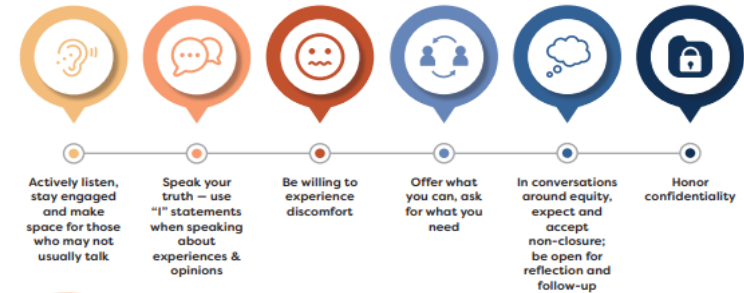 Actively listen,
stay engaged
and make
space for those
who may not
usually talk
Speak your
truth — use
"I" statements
when speaking
about
experiences &
opinions
Be willing to
experience
discomfort
Offer what
you can, ask
for what you
need
In conversations
around equity,
expect and
accept
non-closure;
be open for
reflection and
follow-up
Honor
confidentiality